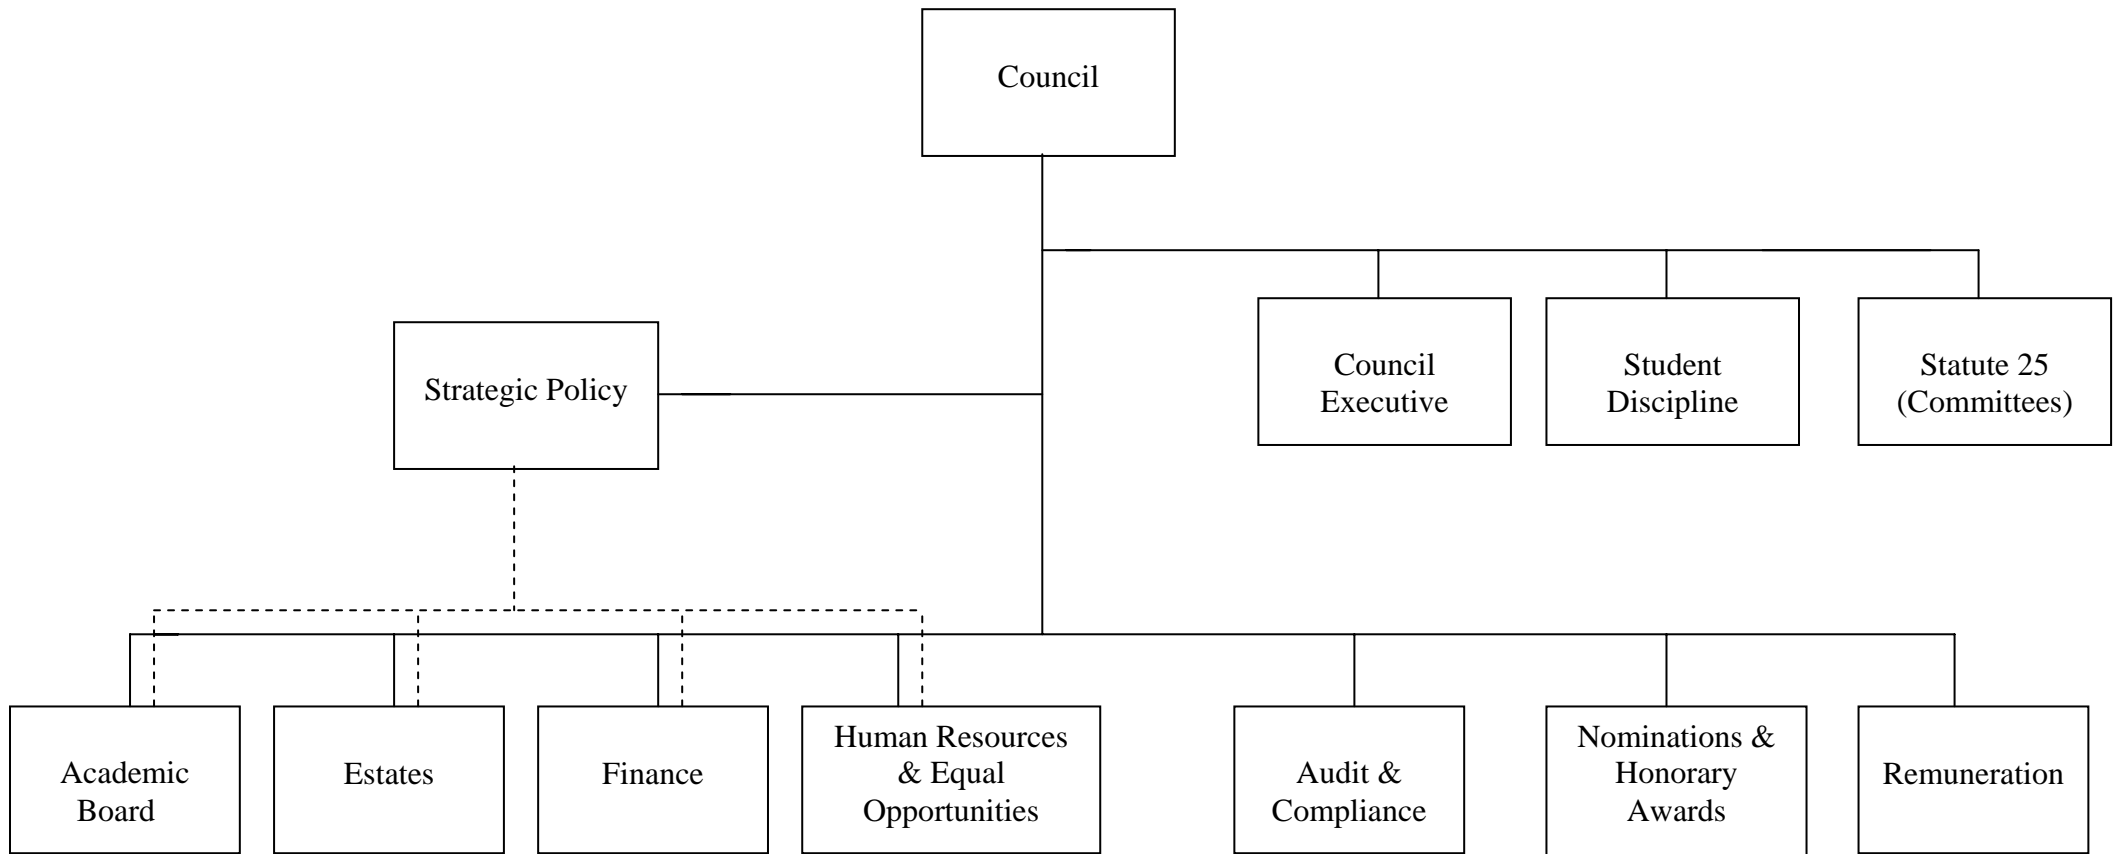 Council
Strategic Policy
Council
Executive
Student
Discipline
Statute 25
(Committees)
Academic
Board
Estates
Finance
Human Resources
& Equal
Opportunities
Audit &
Compliance
Nominations &
Honorary
Awards
Remuneration